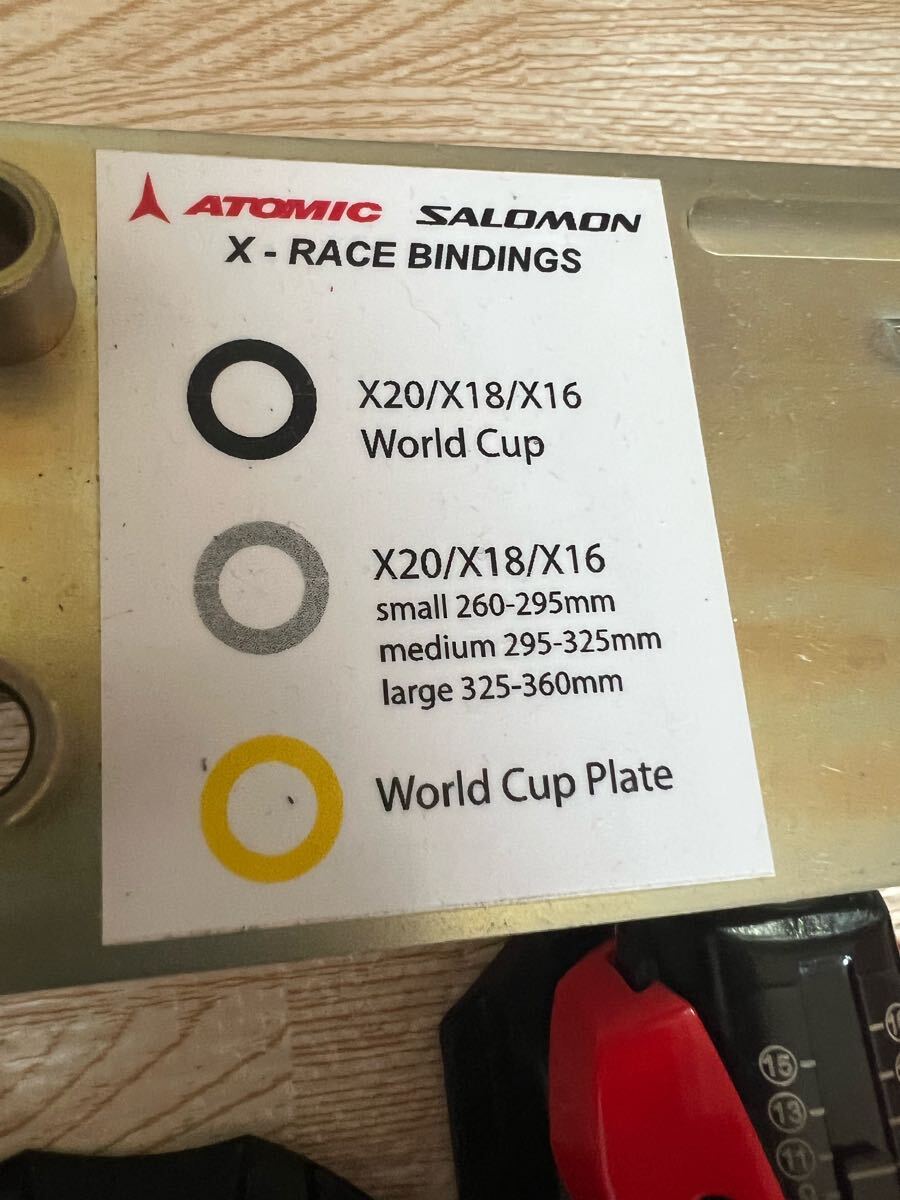 ATOMIC SALOMON
X - RACE BINDINGS
X20/X18/X16
World Cup
X20/X18/X16
small 260-295mm
medium 295-325mm
large 325-360mm
World Cup Plate
15
13
11